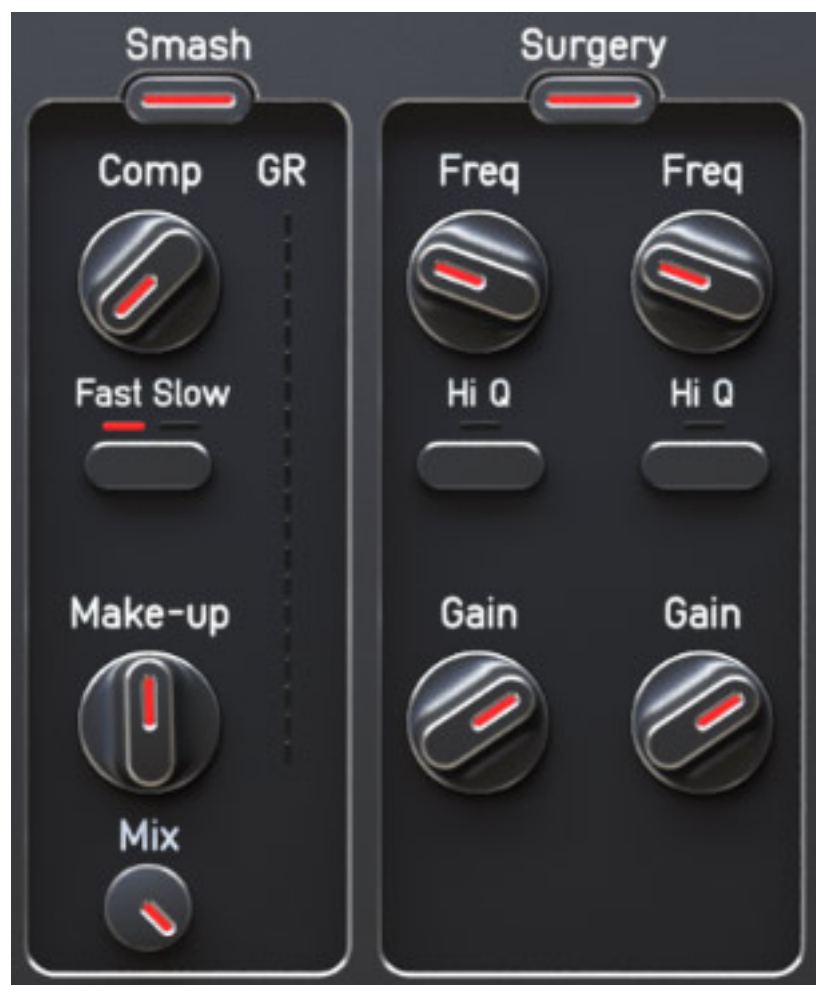 Smash
Surgery
Comp GR
Freq
Freq
Fast Slow
Hi Q
Hi Q
Make-up
Gain
Gain
Mix